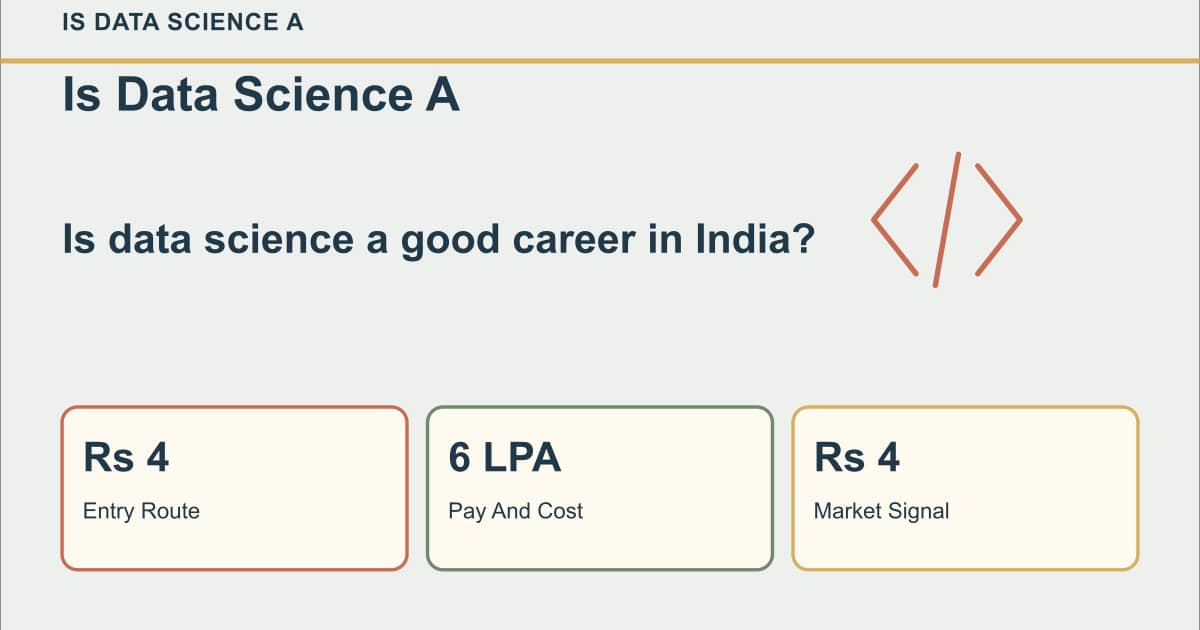 IS DATA SCIENCE A
Is Data Science A
Is data science a good career in India?
Rs 4
Entry Route
6 LPA
Pay And Cost
Rs 4
Market Signal